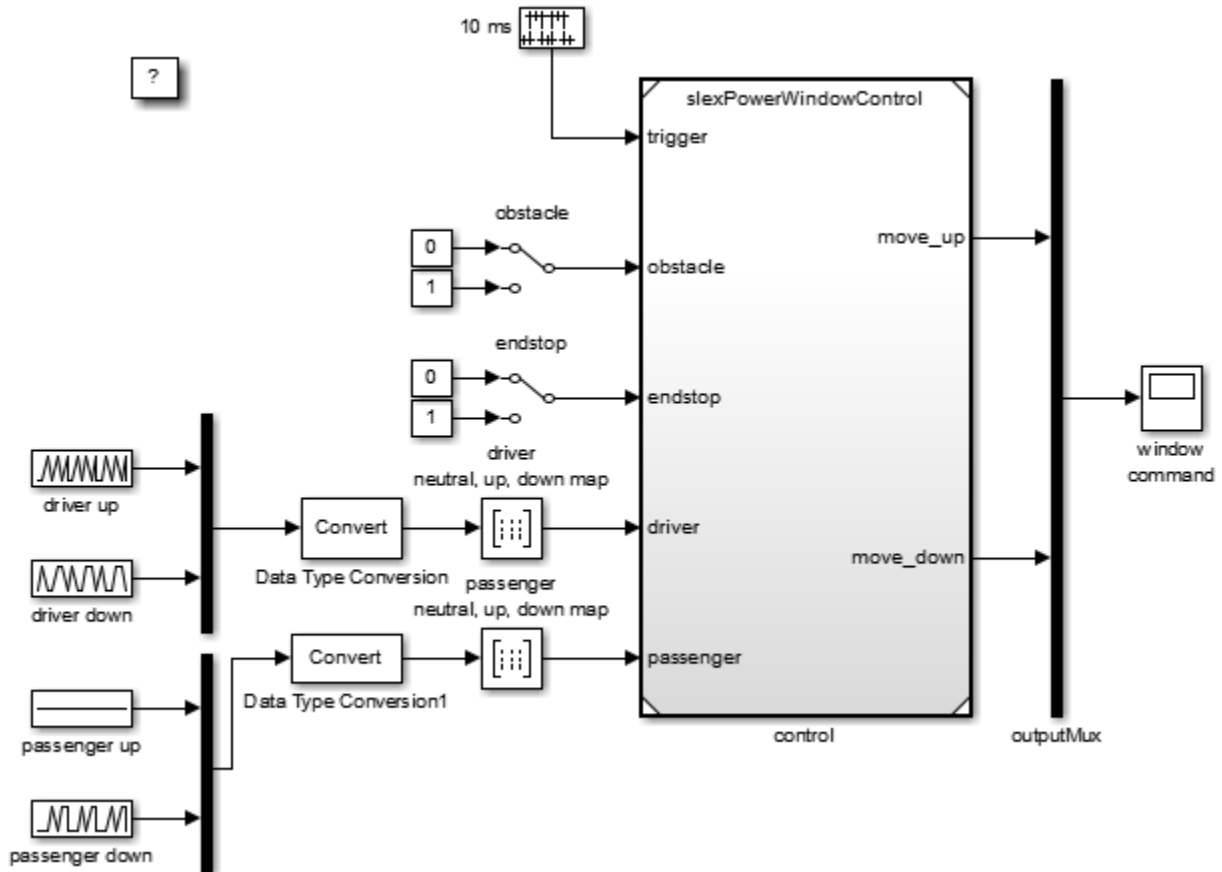 10 ms
?
slexPowerWindowControl
trigger
obstacle
0
1
obstacle
move_up
endstop
0
1
endstop
driver
neutral, up, down map
window
command
driver up
Convert
Data Type Conversion
driver
move_down
driver down
passenger
neutral, up, down map
Convert
Data Type Conversion1
passenger
passenger up
control
outputMux
passenger down